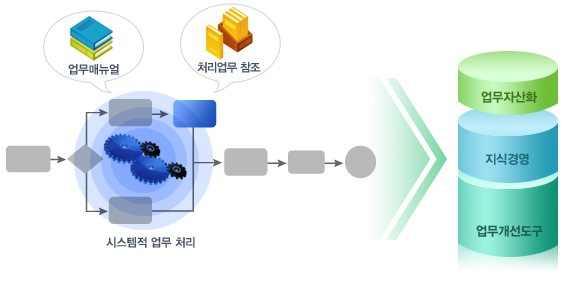 업무매뉴얼
처리업무 참조
시스템적 업무 처리
업무자산화
지식경영
업무개선도구